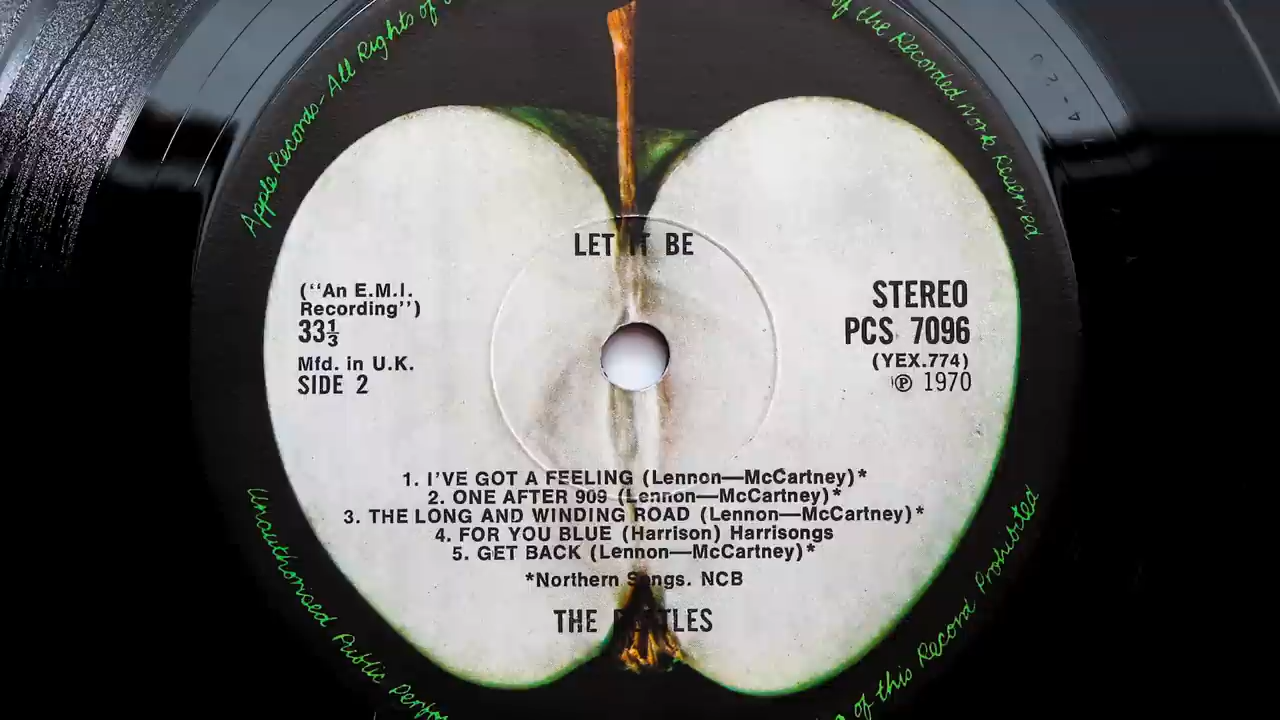 Apple Records-All Rights of
of the Recorded Work Reserved
LET IT BE
("An E.M.I.
Recording")
33⅓
Mfd. in U.K.
SIDE 2
STEREO
PCS 7096
(YEX.774)
℗ 1970
1. I'VE GOT A FEELING (Lennon—McCartney)*
2. ONE AFTER 909 (Lennon—McCartney)*
3. THE LONG AND WINDING ROAD (Lennon—McCartney)*
4. FOR YOU BLUE (Harrison) Harrisongs
5. GET BACK (Lennon—McCartney)*
*Northern Songs. NCB
THE BEATLES
Unauthorised Public
of this Record Prohibited